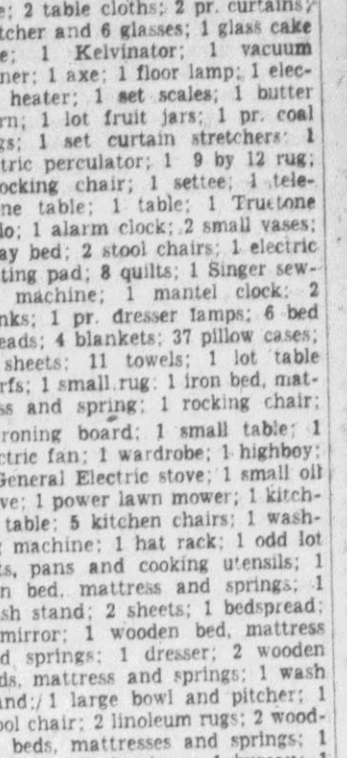 e; 2 table cloths; 2 pr. curtains;
tcher and 6 glasses; 1 glass cake
e; 1 Kelvinator; 1 vacuum
ner; 1 axe; 1 floor lamp; 1 elec-
heater; 1 set scales; 1 butter
rn; 1 lot fruit jars; 1 pr. coal
gs; 1 set curtain stretchers; 1
tric perculator; 1 9 by 12 rug;
ocking chair; 1 settee; 1 tele-
ne table; 1 table; 1 Truetone
io; 1 alarm clock; 2 small vases;
ay bed; 2 stool chairs; 1 electric
ting pad; 8 quilts; 1 Singer sew-
machine; 1 mantel clock; 2
nks; 1 pr. dresser lamps; 6 bed
eads; 4 blankets; 37 pillow cases;
sheets; 11 towels; 1 lot table
rfs; 1 small rug; 1 iron bed, mat-
ss and spring; 1 rocking chair;
roning board; 1 small table; 1
ctric fan; 1 wardrobe; 1 highboy;
General Electric stove; 1 small oil
ve; 1 power lawn mower; 1 kitch-
table; 5 kitchen chairs; 1 wash-
machine; 1 hat rack; 1 odd lot
ts, pans and cooking utensils; 1
n bed, mattress and springs; 1
sh stand; 2 sheets; 1 bedspread;
mirror; 1 wooden bed, mattress
d springs; 1 dresser; 2 wooden
ds, mattress and springs; 1 wash
and; 1 large bowl and pitcher; 1
ool chair; 2 linoleum rugs; 2 wood-
beds, mattresses and springs; 1